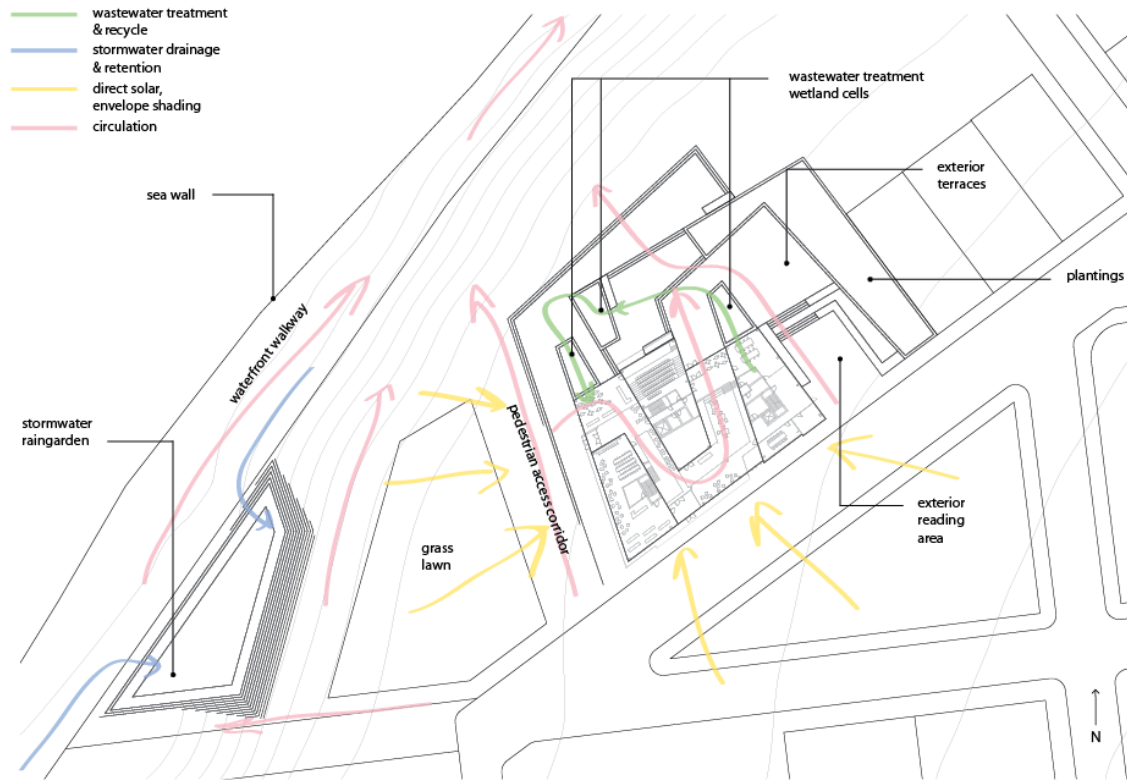 wastewater treatment
& recycle
stormwater drainage
& retention
direct solar,
envelope shading
circulation
wastewater treatment
wetland cells
sea wall
exterior
terraces
plantings
waterfront walkway
stormwater
raingarden
pedestrian access corridor
grass
lawn
exterior
reading
area
N